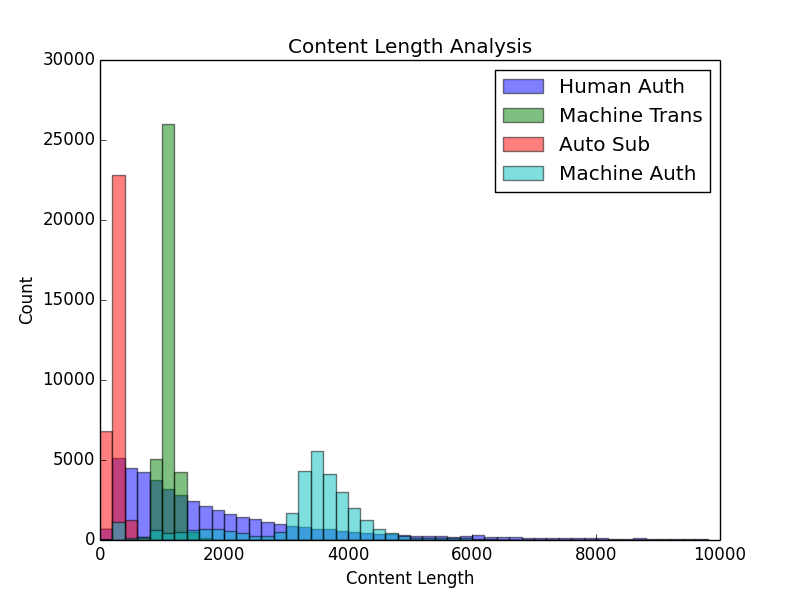 Content Length Analysis
30000
25000
20000
15000
10000
5000
0
Count
Human Auth
Machine Trans
Auto Sub
Machine Auth
0 2000 4000 6000 8000 10000
Content Length